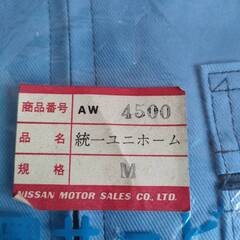 商品番号 AW 4500
品名 統一ユニホーム
規格 M
NISSAN MOTOR SALES CO., LTD.